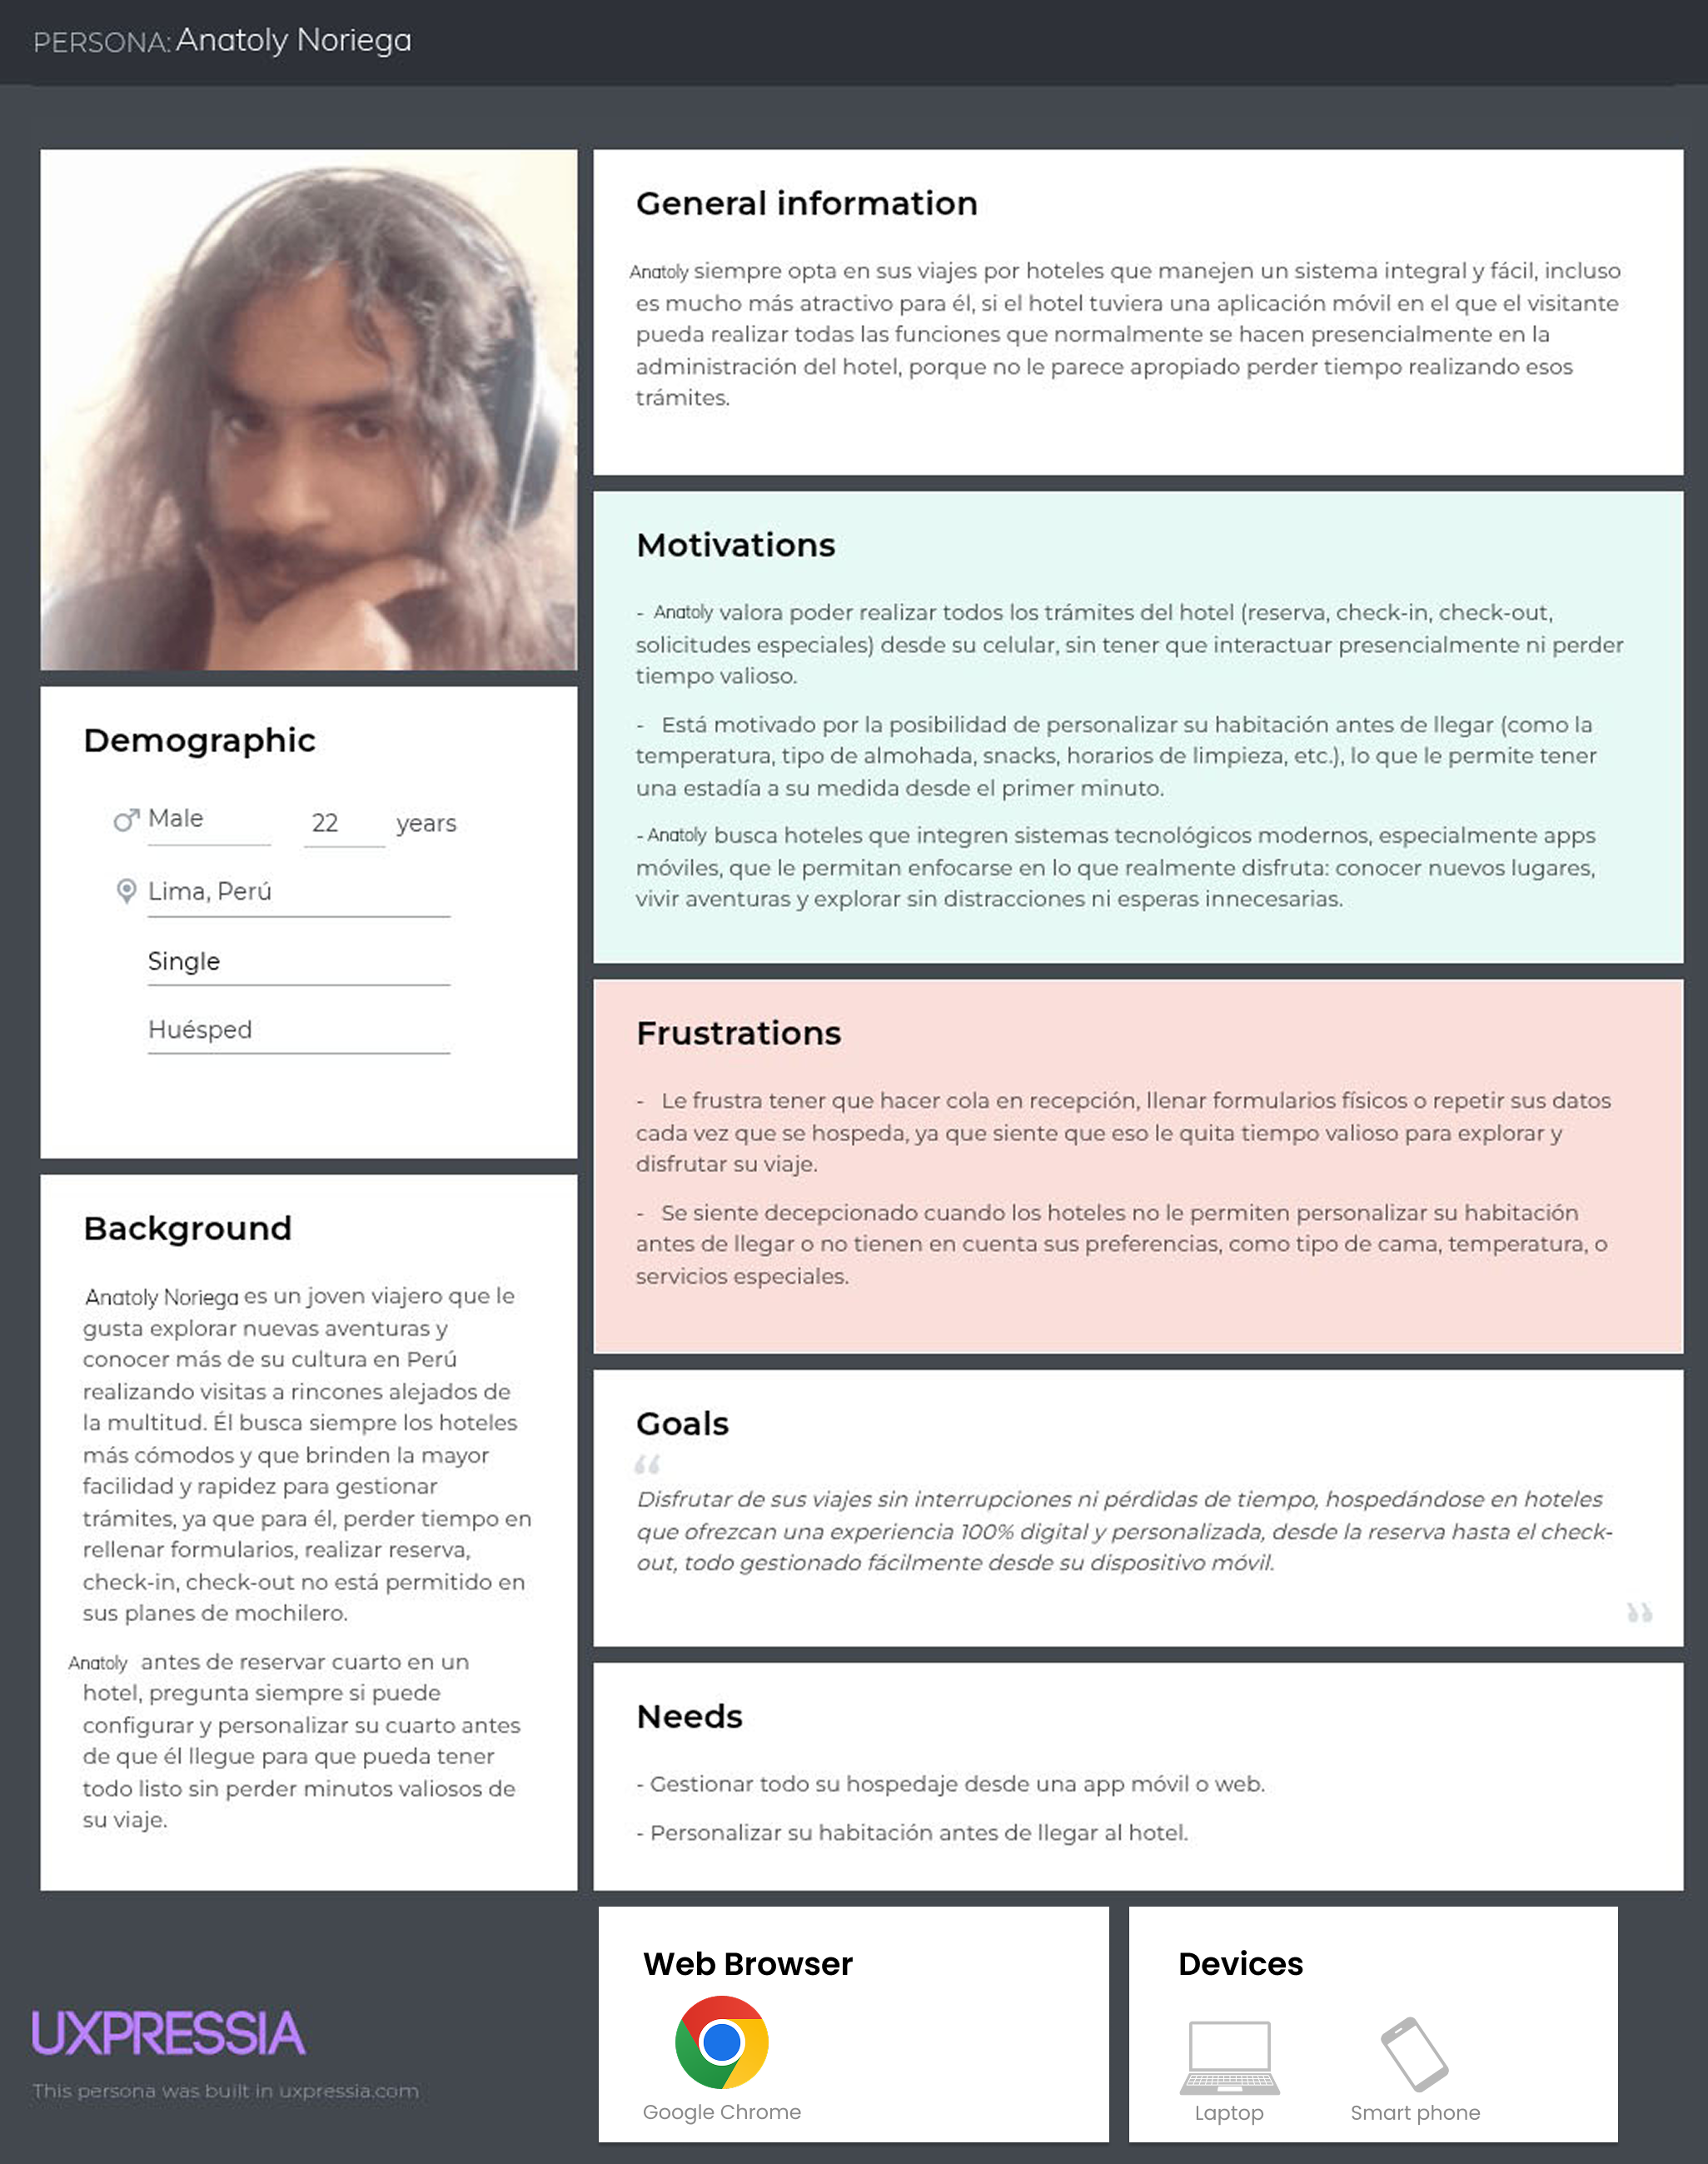 PERSONA: Anatoly Noriega
General information
Anatoly siempre opta en sus viajes por hoteles que manejen un sistema integral y fácil, incluso
es mucho más atractivo para él, si el hotel tuviera una aplicación móvil en el que el visitante
pueda realizar todas las funciones que normalmente se hacen presencialmente en la
administración del hotel, porque no le parece apropiado perder tiempo realizando esos
trámites.
Motivations
- Anatoly valora poder realizar todos los trámites del hotel (reserva, check-in, check-out,
solicitudes especiales) desde su celular, sin tener que interactuar presencialmente ni perder
tiempo valioso.
- Está motivado por la posibilidad de personalizar su habitación antes de llegar (como la
temperatura, tipo de almohada, snacks, horarios de limpieza, etc.), lo que le permite tener
una estadía a su medida desde el primer minuto.
- Anatoly busca hoteles que integren sistemas tecnológicos modernos, especialmente apps
móviles, que le permitan enfocarse en lo que realmente disfruta: conocer nuevos lugares,
vivir aventuras y explorar sin distracciones ni esperas innecesarias.
Demographic
Male 22 years
Lima, Perú
Single
Huésped
Frustrations
- Le frustra tener que hacer cola en recepción, llenar formularios físicos o repetir sus datos
cada vez que se hospeda, ya que siente que eso le quita tiempo valioso para explorar y
disfrutar su viaje.
- Se siente decepcionado cuando los hoteles no le permiten personalizar su habitación
antes de llegar o no tienen en cuenta sus preferencias, como tipo de cama, temperatura, o
servicios especiales.
Background
Anatoly Noriega es un joven viajero que le
gusta explorar nuevas aventuras y
conocer más de su cultura en Perú
realizando visitas a rincones alejados de
la multitud. Él busca siempre los hoteles
más cómodos y que brinden la mayor
facilidad y rapidez para gestionar
trámites, ya que para él, perder tiempo en
rellenar formularios, realizar reserva,
check-in, check-out no está permitido en
sus planes de mochilero.
Anatoly antes de reservar cuarto en un
hotel, pregunta siempre si puede
configurar y personalizar su cuarto antes
de que él llegue para que pueda tener
todo listo sin perder minutos valiosos de
su viaje.
Goals
“
Disfrutar de sus viajes sin interrupciones ni pérdidas de tiempo, hospedándose en hoteles
que ofrezcan una experiencia 100% digital y personalizada, desde la reserva hasta el check-
out, todo gestionado fácilmente desde su dispositivo móvil.
”
Needs
- Gestionar todo su hospedaje desde una app móvil o web.
- Personalizar su habitación antes de llegar al hotel.
Web Browser
Google Chrome
Devices
Laptop
Smart phone
UXPRESSIA
This persona was built in uxpressia.com